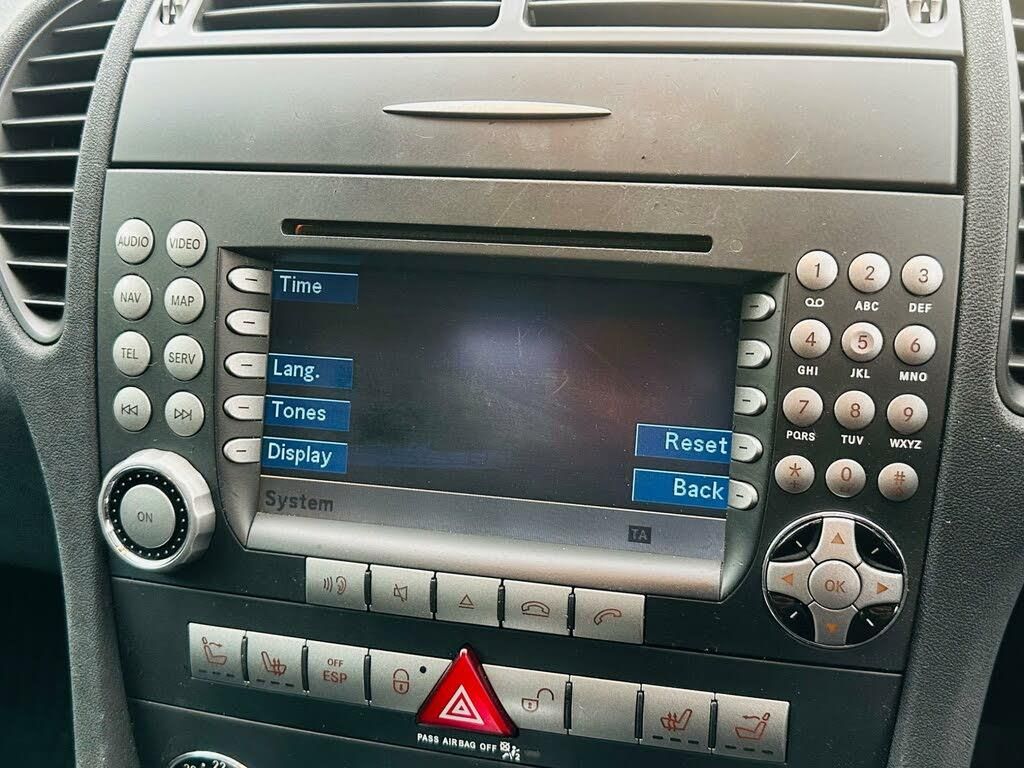 AUDIO VIDEO
NAV MAP
TEL SERV
ON
Time
Lang.
Tones
Display
Reset
Back
System
TA
1 2 3
ABC DEF
4 5 6
GHI JKL MNO
7 8 9
PQRS TUV WXYZ
* 0 #
OK
OFF
ESP
PASS AIRBAG OFF